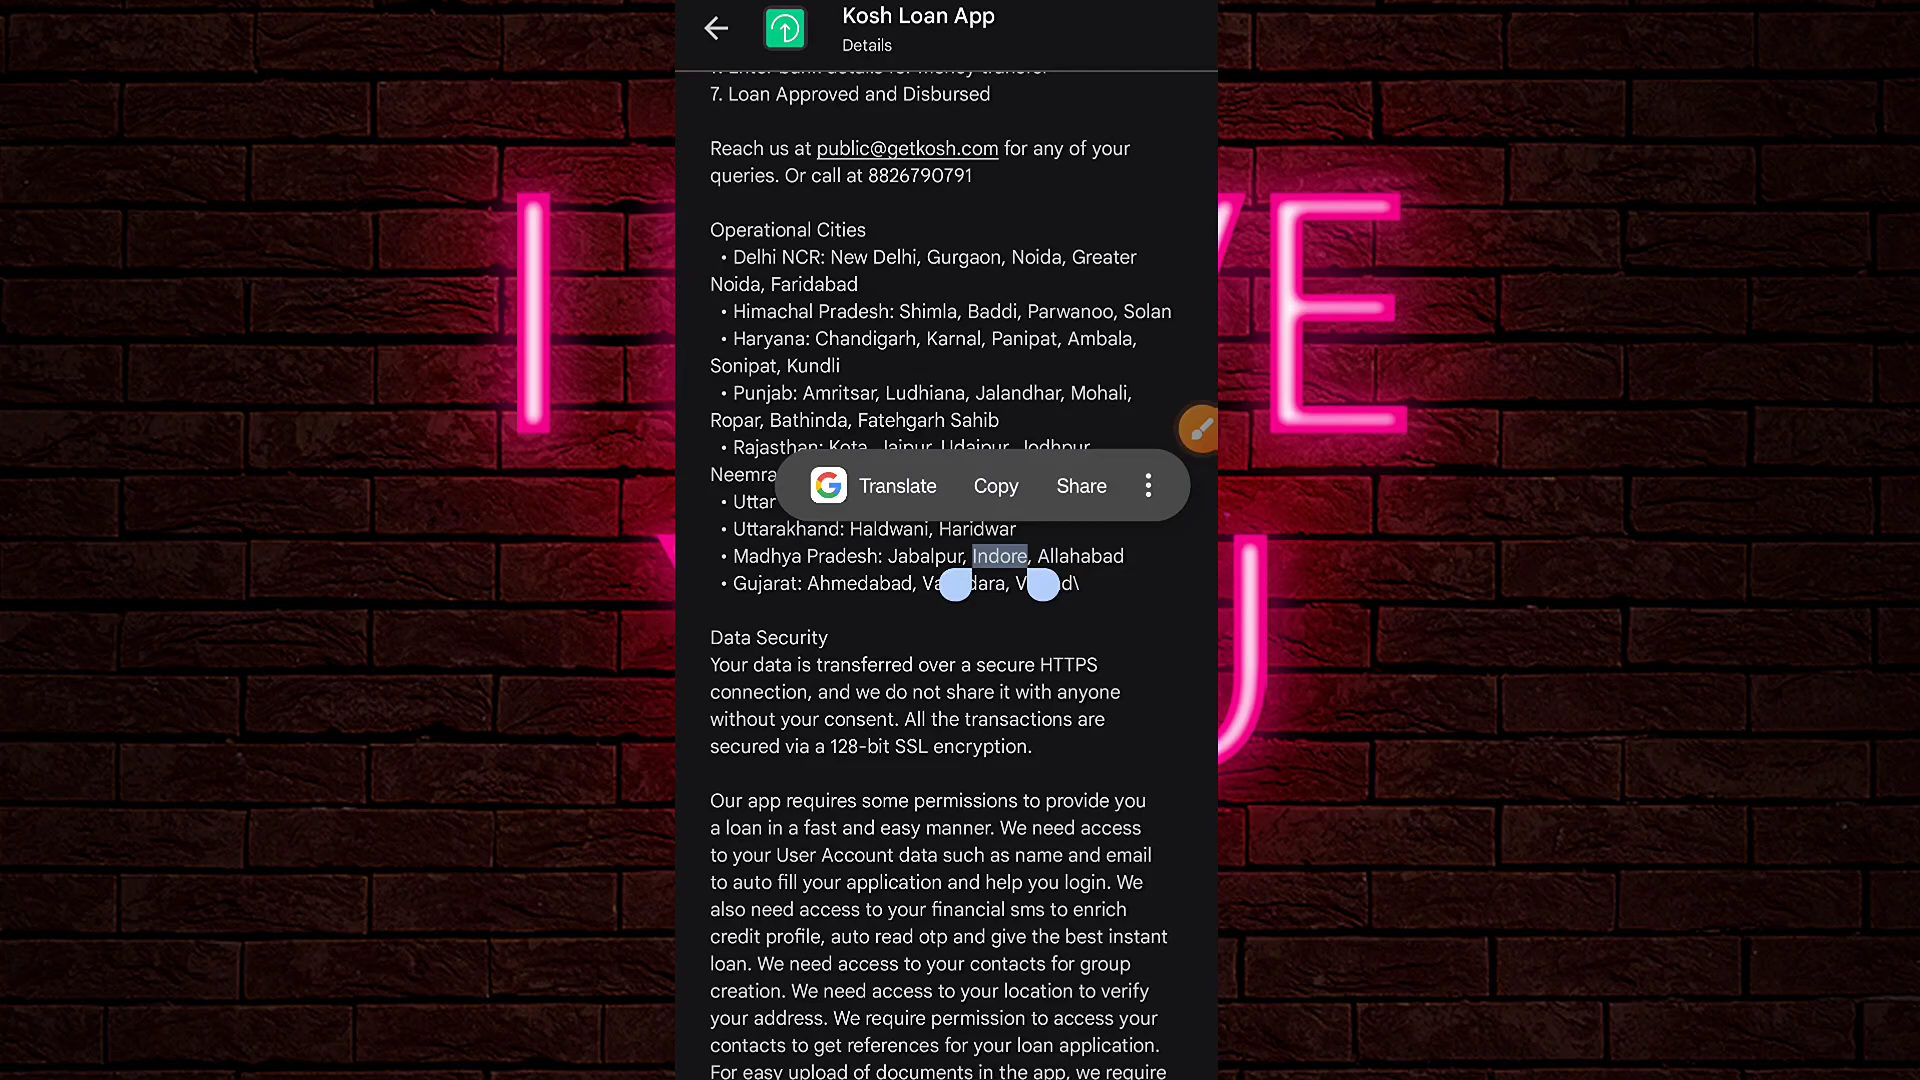 Kosh Loan App
Details
7. Loan Approved and Disbursed
Reach us at public@getkosh.com for any of your
queries. Or call at 8826790791
Operational Cities
• Delhi NCR: New Delhi, Gurgaon, Noida, Greater
Noida, Faridabad
• Himachal Pradesh: Shimla, Baddi, Parwanoo, Solan
• Haryana: Chandigarh, Karnal, Panipat, Ambala,
Sonipat, Kundli
• Punjab: Amritsar, Ludhiana, Jalandhar, Mohali,
Ropar, Bathinda, Fatehgarh Sahib
• Rajasthan: Kota, Jaipur, Udaipur, Jodhpur
Neemra
Translate Copy Share
• Uttar
• Uttarakhand: Haldwani, Haridwar
• Madhya Pradesh: Jabalpur, Indore, Allahabad
• Gujarat: Ahmedabad,
Data Security
Your data is transferred over a secure HTTPS
connection, and we do not share it with anyone
without your consent. All the transactions are
secured via a 128-bit SSL encryption.
Our app requires some permissions to provide you
a loan in a fast and easy manner. We need access
to your User Account data such as name and email
to auto fill your application and help you login. We
also need access to your financial sms to enrich
credit profile, auto read otp and give the best instant
loan. We need access to your contacts for group
creation. We need access to your location to verify
your address. We require permission to access your
contacts to get references for your loan application.
For easy upload of documents in the app, we require